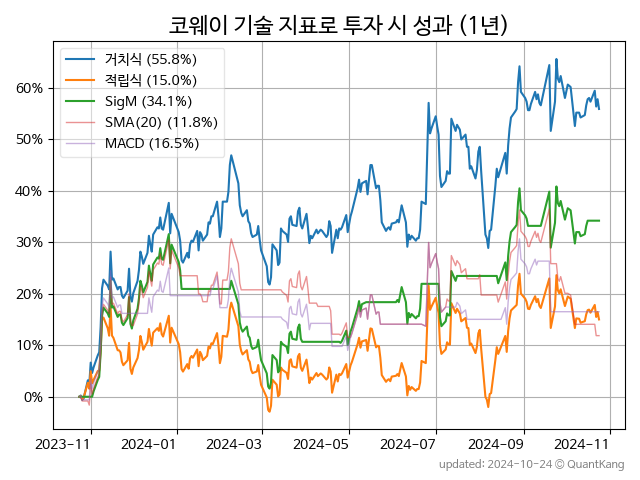 코웨이 기술 지표로 투자 시 성과 (1년)
거치식 (55.8%)
적립식 (15.0%)
SigM (34.1%)
SMA(20) (11.8%)
MACD (16.5%)
60%
50%
40%
30%
20%
10%
0%
2023-11 2024-01 2024-03 2024-05 2024-07 2024-09 2024-11
updated: 2024-10-24 © QuantKang